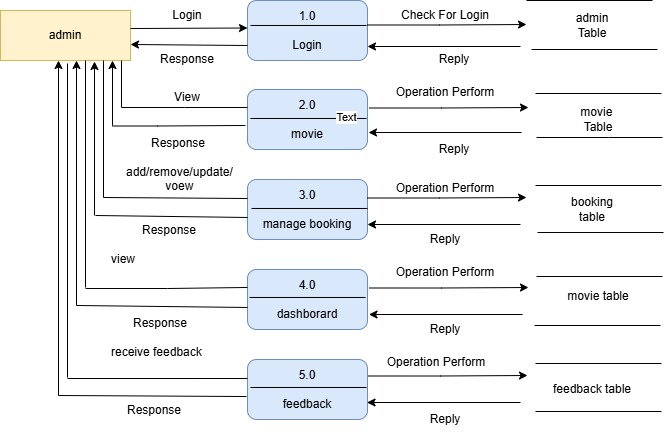 Login
1.0
Check For Login
admin
Table
admin
Login
Response
Reply
View
2.0
Operation Perform
movie
Table
Text
movie
Response
Reply
add/remove/update/
voew
3.0
Operation Perform
booking
table
manage booking
Response
Reply
view
4.0
Operation Perform
movie table
dashborard
Response
Reply
receive feedback
5.0
Operation Perform
feedback table
feedback
Response
Reply